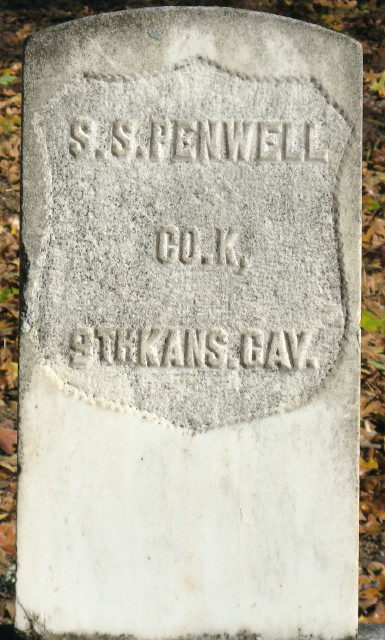 S. S. PENWELL
CO. K,
9TH KANS. CAV.